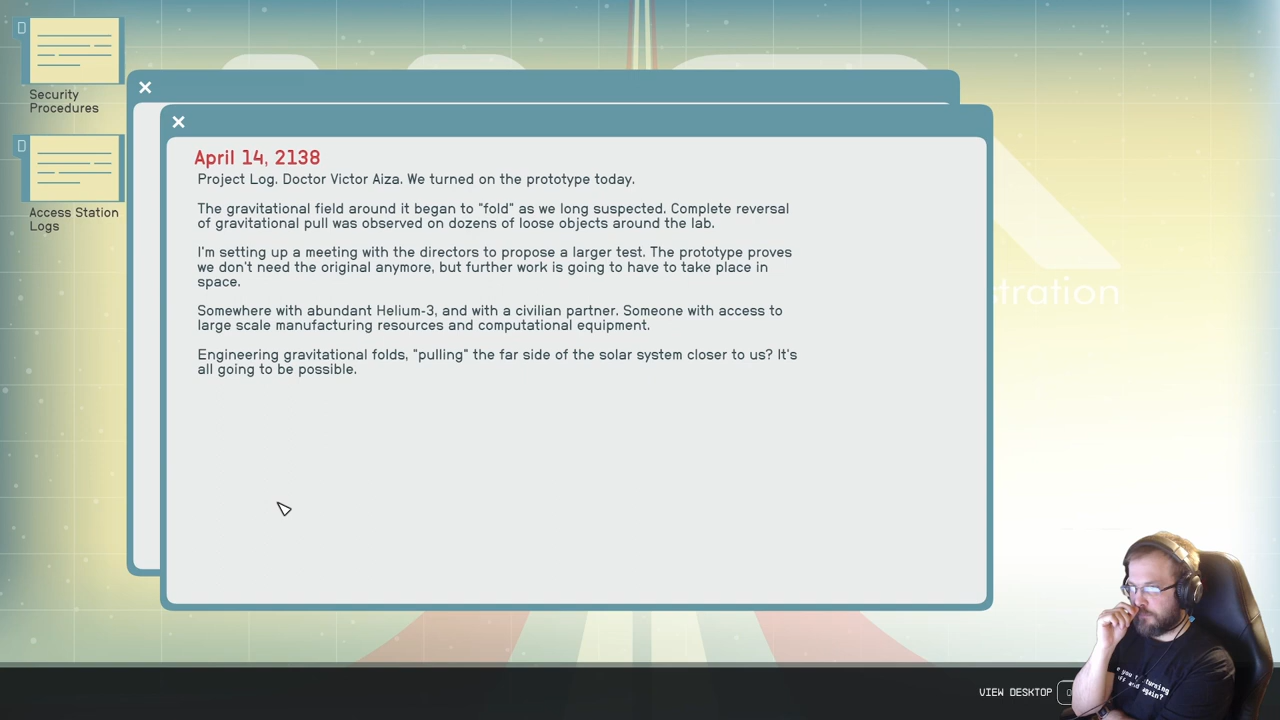 D
Security
Procedures
D
Access Station
Logs
April 14, 2138
Project Log. Doctor Victor Aiza. We turned on the prototype today.
The gravitational field around it began to "fold" as we long suspected. Complete reversal
of gravitational pull was observed on dozens of loose objects around the lab.
I'm setting up a meeting with the directors to propose a larger test. The prototype proves
we don't need the original anymore, but further work is going to have to take place in
space.
Somewhere with abundant Helium-3, and with a civilian partner. Someone with access to
large scale manufacturing resources and computational equipment.
Engineering gravitational folds, "pulling" the far side of the solar system closer to us? It's
all going to be possible.
stration
VIEW DESKTOP